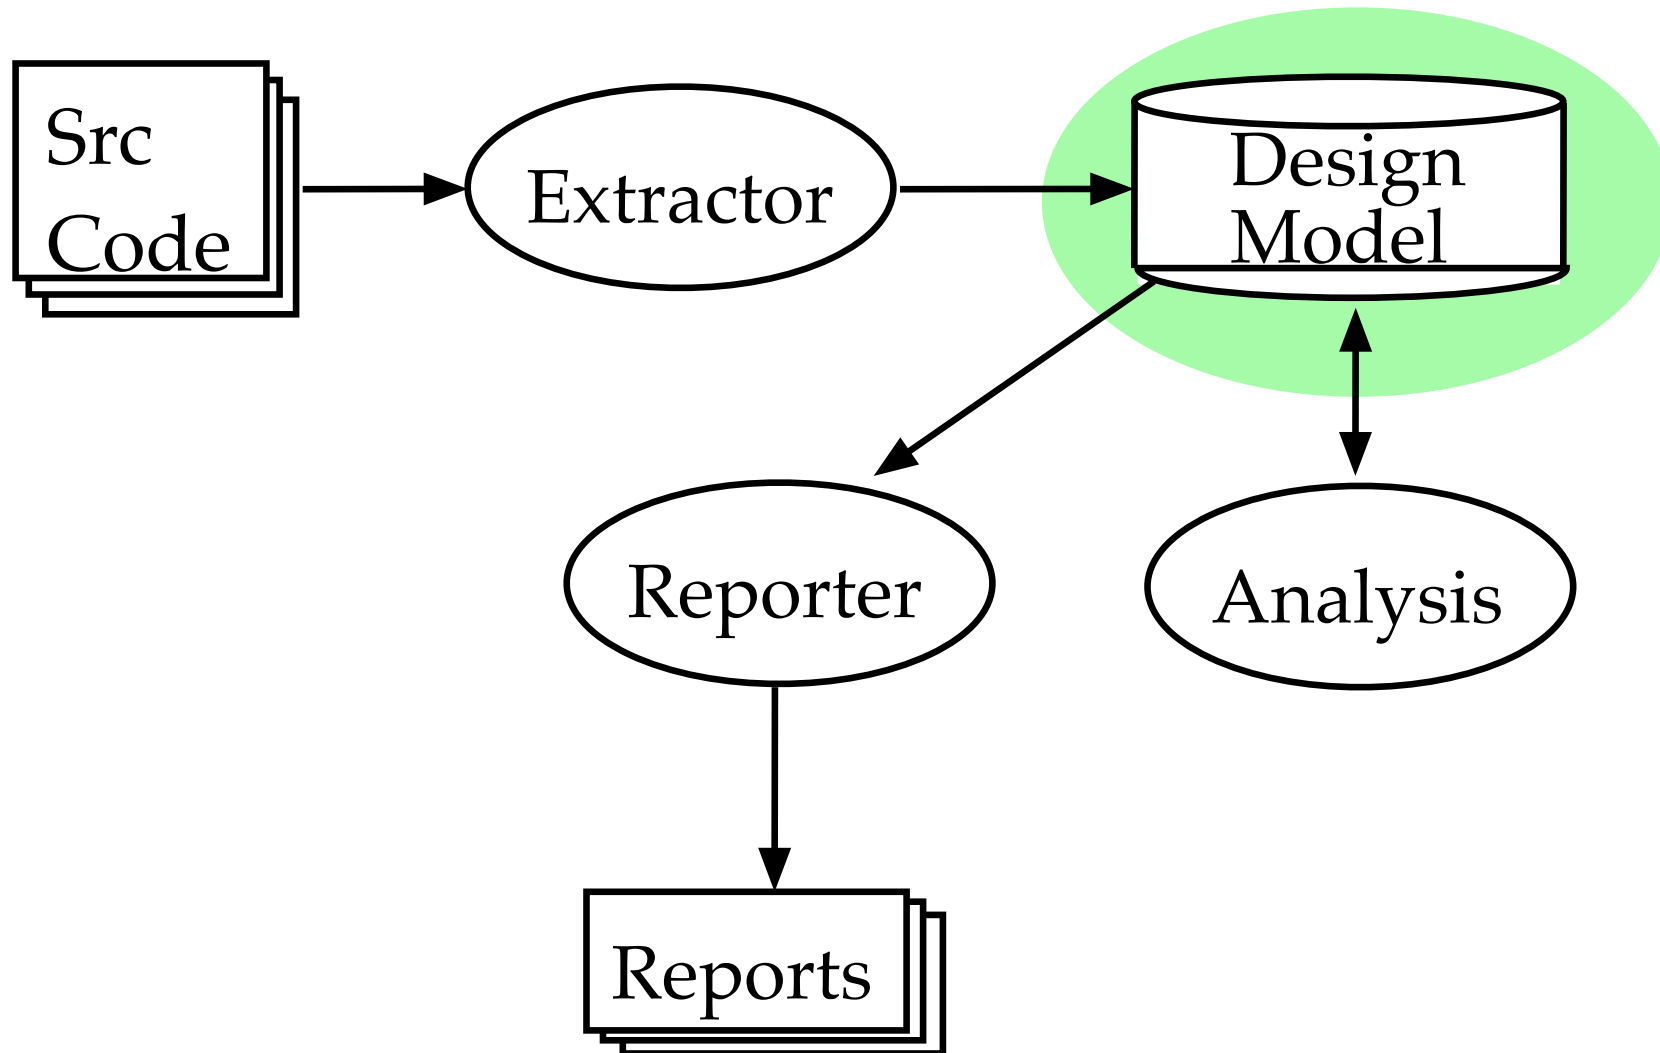 Src
Code
Extractor
Design
Model
Reporter
Analysis
Reports